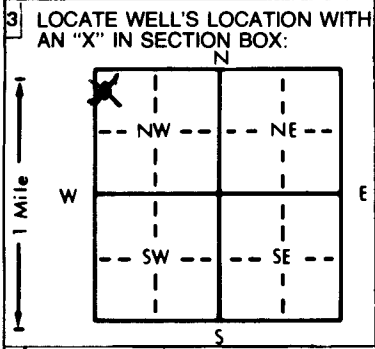 3 LOCATE WELL'S LOCATION WITH
AN "X" IN SECTION BOX:
N
NW NE
W E
1 Mile
SW SE
S